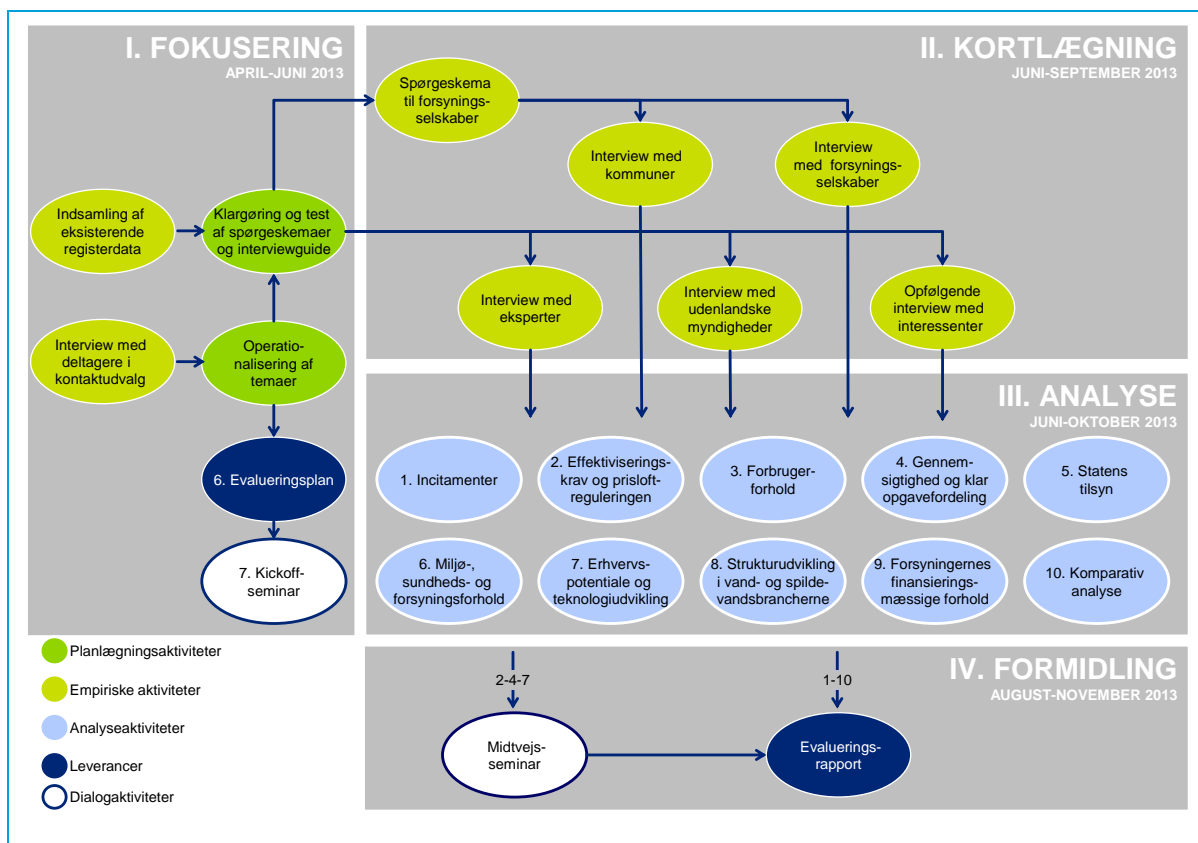 I. FOKUSERING
APRIL-JUNI 2013
Indsamling af
eksisterende
registerdata
Klargøring og test
af spørgeskemaer
og interviewguide
Interview med
deltagere i
kontaktudvalg
Operatio-
nalisering af
temaer
6. Evalueringsplan
7. Kickoff-
seminar
II. KORTLÆGNING
JUNI-SEPTEMBER 2013
Spørgeskema
til forsynings-
selskaber
Interview med
kommuner
Interview
med forsynings-
selskaber
Interview med
eksperter
Interview med
udenlandske
myndigheder
Opfølgende
interview med
interessenter
III. ANALYSE
JUNI-OKTOBER 2013
1. Incitamenter
2. Effektiviserings-
krav og prisloft-
reguleringen
3. Forbruger-
forhold
4. Gennem-
sigtighed og klar
opgavefordeling
5. Statens
tilsyn
6. Miljø-,
sundheds- og
forsyningsforhold
7. Erhvervs-
potentiale og
teknologiudvikling
8. Strukturudvikling
i vand- og spilde-
vandsbrancherne
9. Forsyningernes
finansierings-
mæssige forhold
10. Komparativ
analyse
Planlægningsaktiviteter
Empiriske aktiviteter
Analyseaktiviteter
Leverancer
Dialogaktiviteter
IV. FORMIDLING
AUGUST-NOVEMBER 2013
2-4-7
1-10
Midtvejs-
seminar
Evaluerings-
rapport